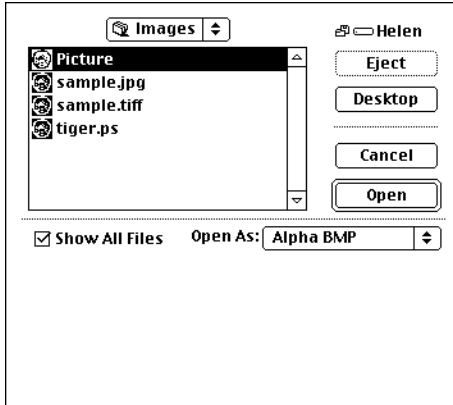 Images
Helen
Picture
sample.jpg
sample.tiff
tiger.ps
Eject
Desktop
Cancel
Open
Show All Files
Open As: Alpha BMP